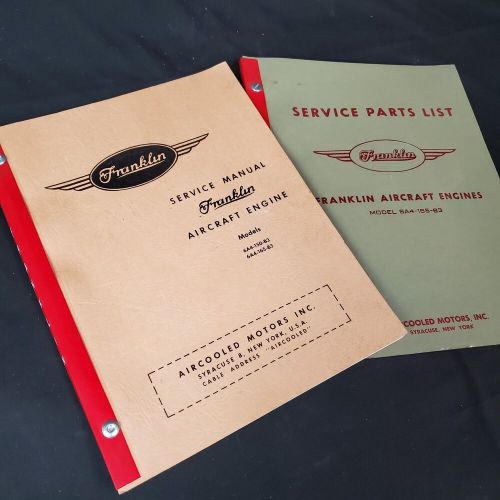 Franklin
SERVICE MANUAL
Franklin
AIRCRAFT ENGINE
Models
6A4-150-B3
6A4-165-B3
AIRCOOLED MOTORS INC.
SYRACUSE 8, NEW YORK, U.S.A.
CABLE ADDRESS "AIRCOOLED"
SERVICE PARTS LIST
Franklin
FRANKLIN AIRCRAFT ENGINES
MODEL 6A4-155-B3
AIRCOOLED MOTORS, INC.
SYRACUSE, NEW YORK